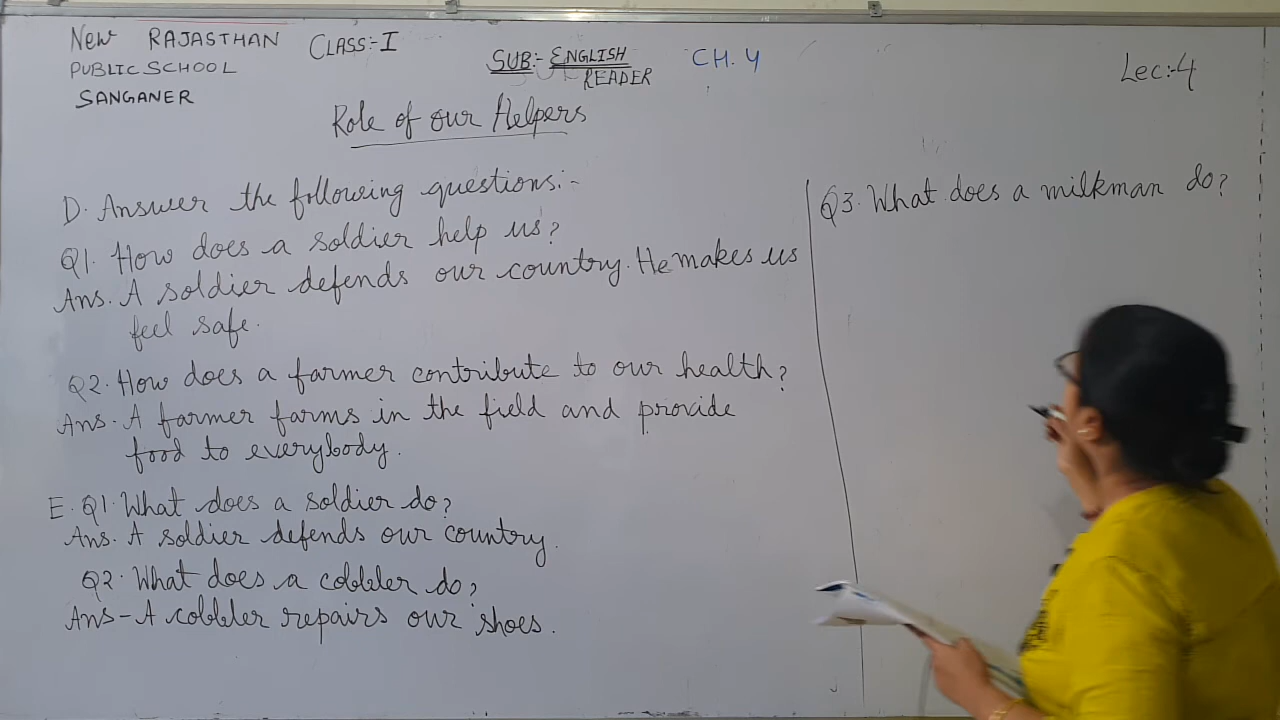 New RAJASTHAN
PUBLIC SCHOOL
SANGANER
CLASS:-I
SUB:- ENGLISH
READER
CH. 4
Lec:-4
Role of our Helpers
D. Answer the following questions:-
Q1. How does a soldier help us?
Ans. A soldier defends our country. He makes us
feel safe.
Q2. How does a farmer contribute to our health?
Ans. A farmer farms in the field and provide
food to everybody.
E. Q1. What does a soldier do?
Ans. A soldier defends our country.
Q2. What does a cobbler do?
Ans - A cobbler repairs our shoes.
Q3. What does a milkman do?